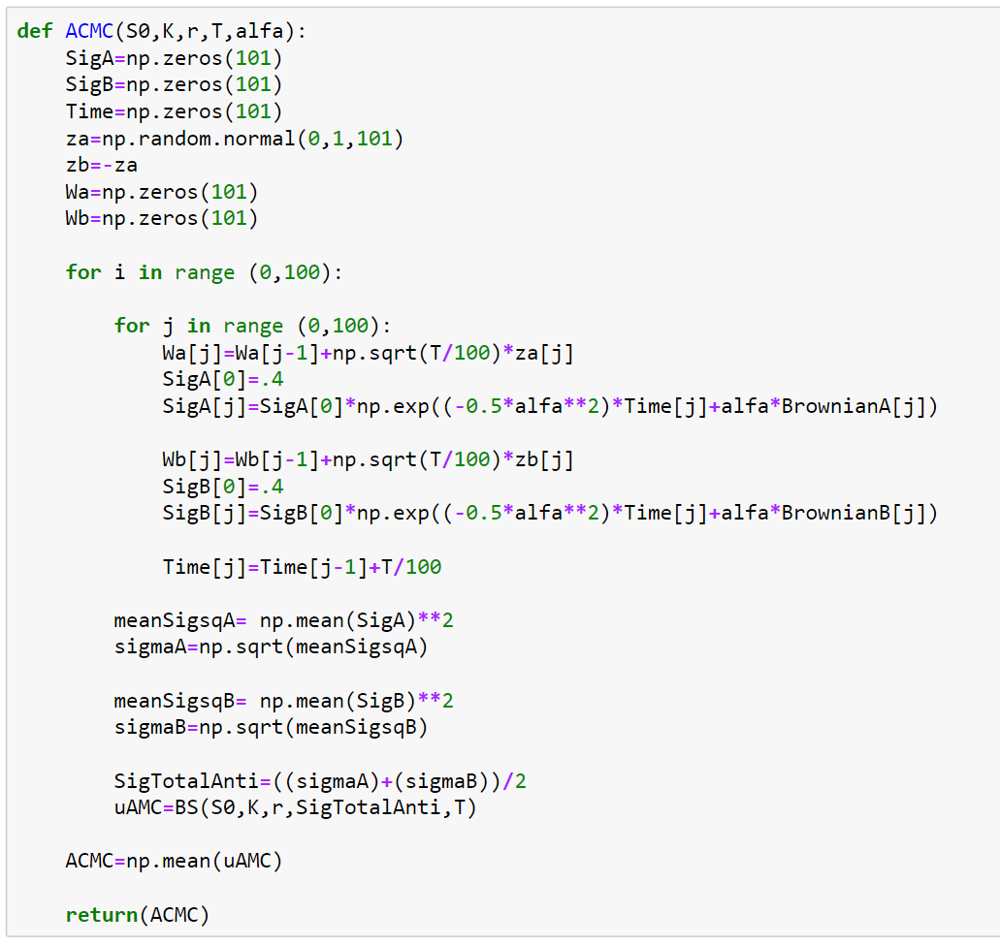 def ACMC(S0,K,r,T,alfa):
    SigA=np.zeros(101)
    SigB=np.zeros(101)
    Time=np.zeros(101)
    za=np.random.normal(0,1,101)
    zb=-za
    Wa=np.zeros(101)
    Wb=np.zeros(101)

    for i in range (0,100):

        for j in range (0,100):
            Wa[j]=Wa[j-1]+np.sqrt(T/100)*za[j]
            SigA[0]=.4
            SigA[j]=SigA[0]*np.exp((-0.5*alfa**2)*Time[j]+alfa*BrownianA[j])

            Wb[j]=Wb[j-1]+np.sqrt(T/100)*zb[j]
            SigB[0]=.4
            SigB[j]=SigB[0]*np.exp((-0.5*alfa**2)*Time[j]+alfa*BrownianB[j])

            Time[j]=Time[j-1]+T/100

        meanSigsqA= np.mean(SigA)**2
        sigmaA=np.sqrt(meanSigsqA)

        meanSigsqB= np.mean(SigB)**2
        sigmaB=np.sqrt(meanSigsqB)

        SigTotalAnti=((sigmaA)+(sigmaB))/2
        uAMC=BS(S0,K,r,SigTotalAnti,T)

    ACMC=np.mean(uAMC)

    return(ACMC)